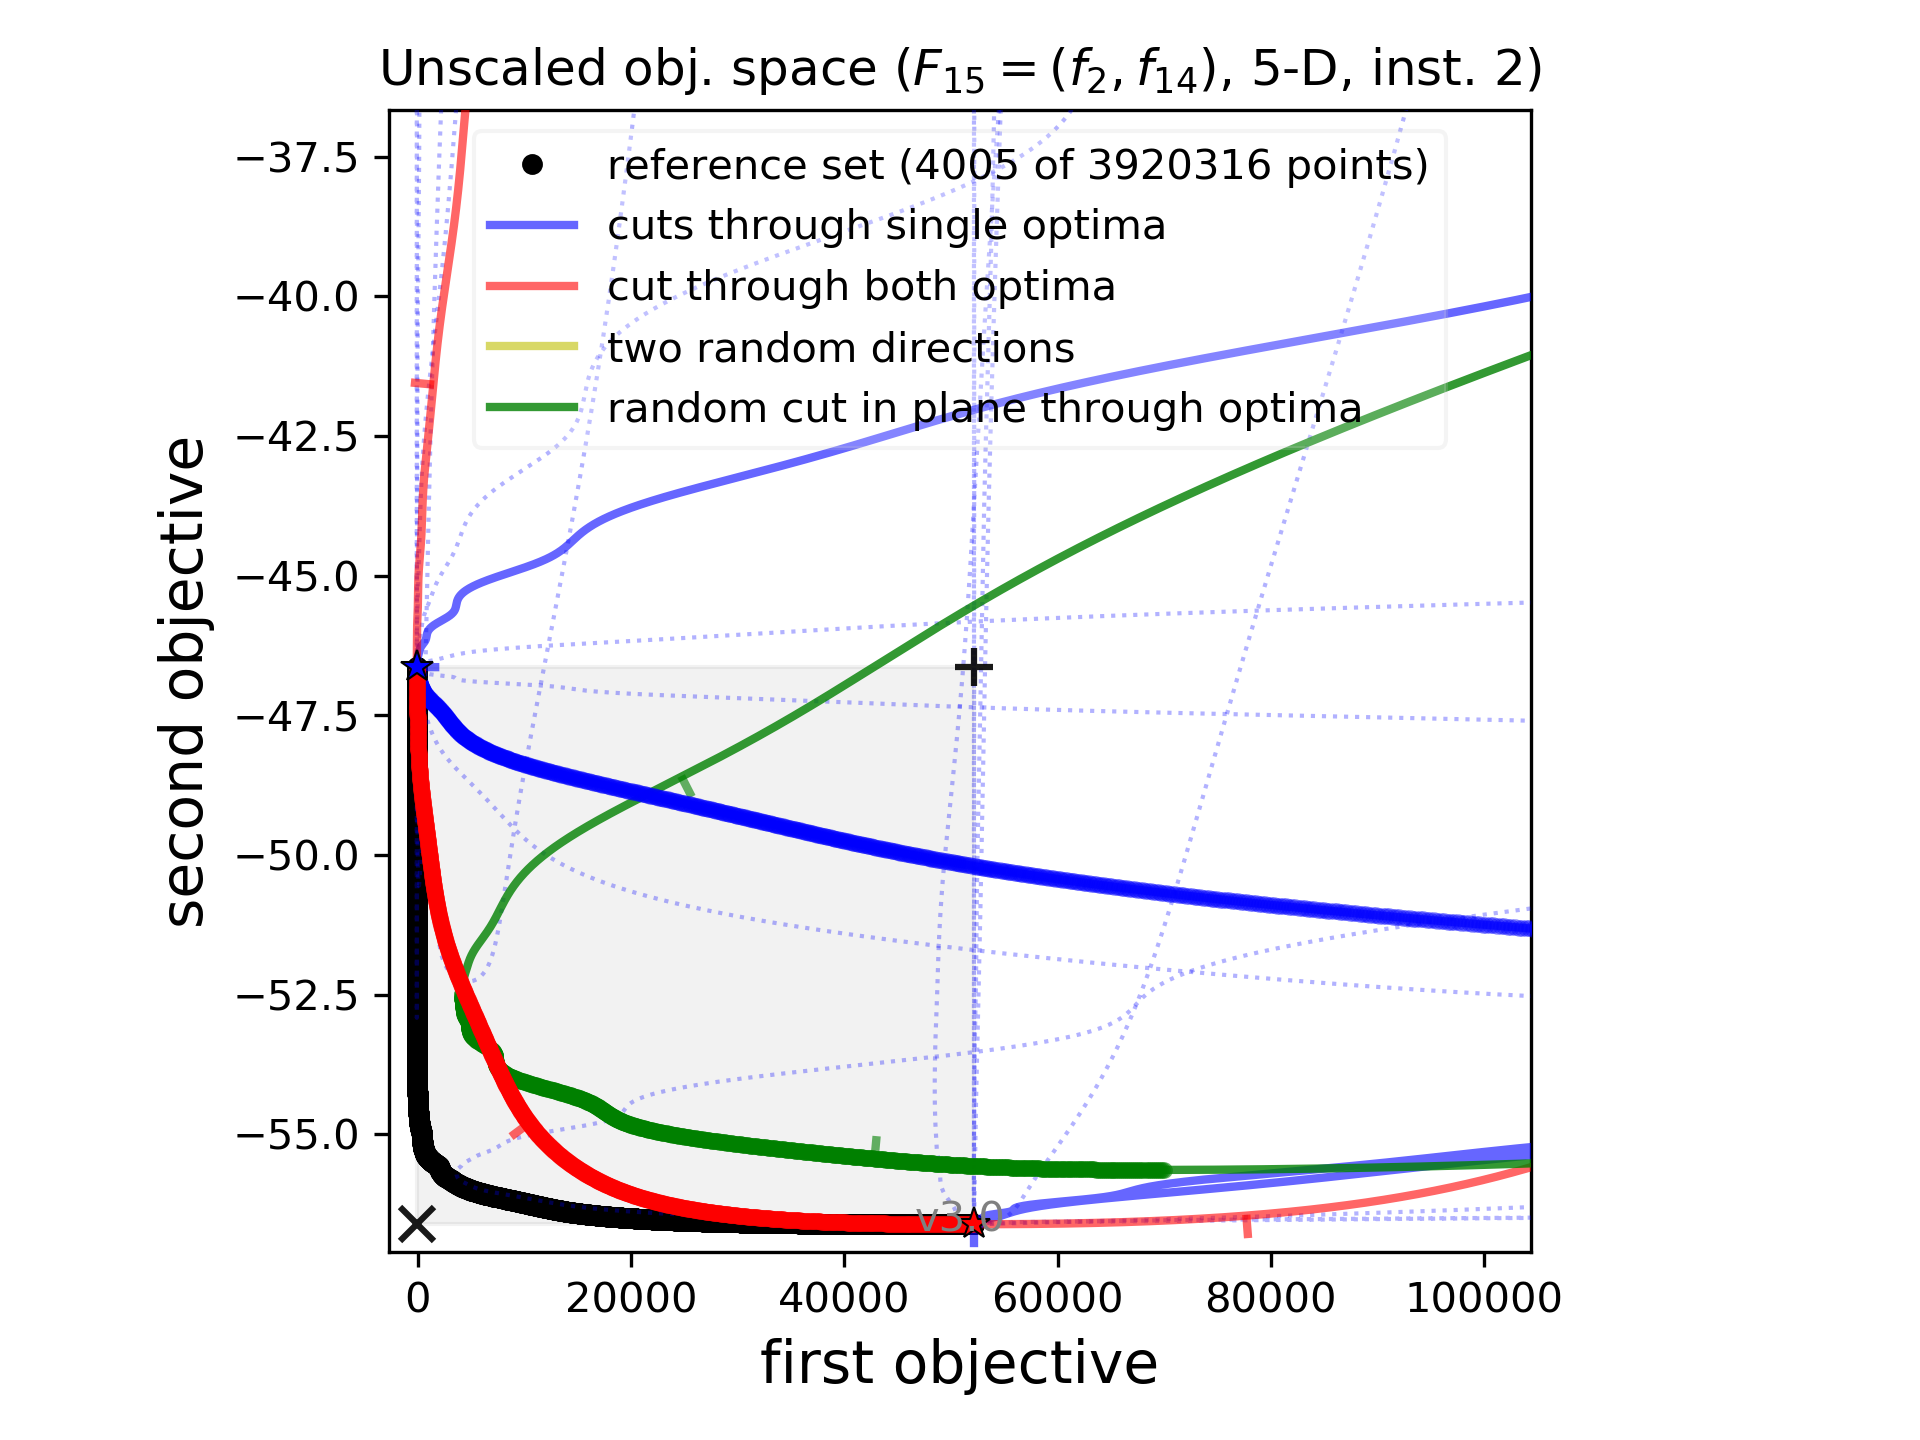 Unscaled obj. space (F₁₅ = (f₂, f₁₄), 5-D, inst. 2)
reference set (4005 of 3920316 points)
cuts through single optima
cut through both optima
two random directions
random cut in plane through optima
−37.5
−40.0
−42.5
−45.0
−47.5
−50.0
−52.5
−55.0
second objective
v3.0
0 20000 40000 60000 80000 100000
first objective